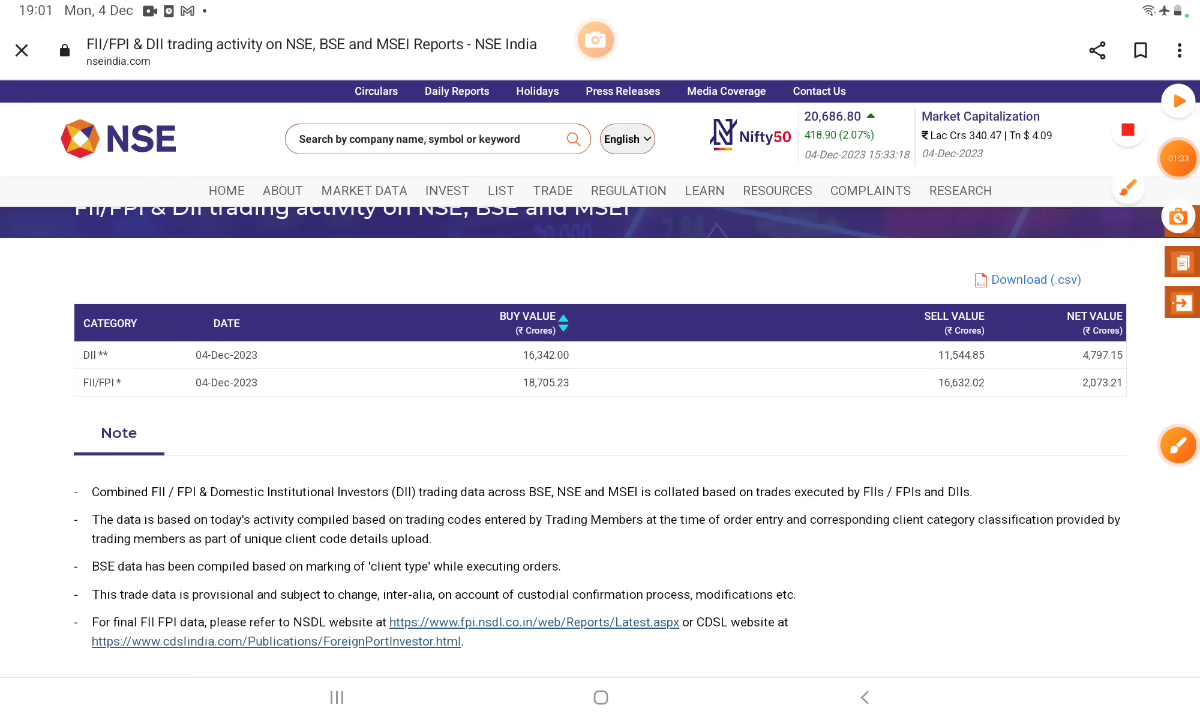 19:01 Mon, 4 Dec
FII/FPI & DII trading activity on NSE, BSE and MSEI Reports - NSE India
nseindia.com
Circulars Daily Reports Holidays Press Releases Media Coverage Contact Us
NSE
Search by company name, symbol or keyword
English
Nifty50
20,686.80
418.90 (2.07%)
04-Dec-2023 15:33:18
Market Capitalization
₹ Lac Crs 340.47 | Tn $ 4.09
04-Dec-2023
01:33
HOME ABOUT MARKET DATA INVEST LIST TRADE REGULATION LEARN RESOURCES COMPLAINTS RESEARCH
FII/FPI & DII trading activity on NSE, BSE and MSEI
Download (.csv)
CATEGORY DATE BUY VALUE (₹ Crores) SELL VALUE (₹ Crores) NET VALUE (₹ Crores)
DII ** 04-Dec-2023 16,342.00 11,544.85 4,797.15
FII/FPI * 04-Dec-2023 18,705.23 16,632.02 2,073.21
Note
- Combined FII / FPI & Domestic Institutional Investors (DII) trading data across BSE, NSE and MSEI is collated based on trades executed by FIIs / FPIs and DIIs.
- The data is based on today's activity compiled based on trading codes entered by Trading Members at the time of order entry and corresponding client category classification provided by
trading members as part of unique client code details upload.
- BSE data has been compiled based on marking of 'client type' while executing orders.
- This trade data is provisional and subject to change, inter-alia, on account of custodial confirmation process, modifications etc.
- For final FII FPI data, please refer to NSDL website at https://www.fpi.nsdl.co.in/web/Reports/Latest.aspx or CDSL website at
https://www.cdslindia.com/Publications/ForeignPortInvestor.html.